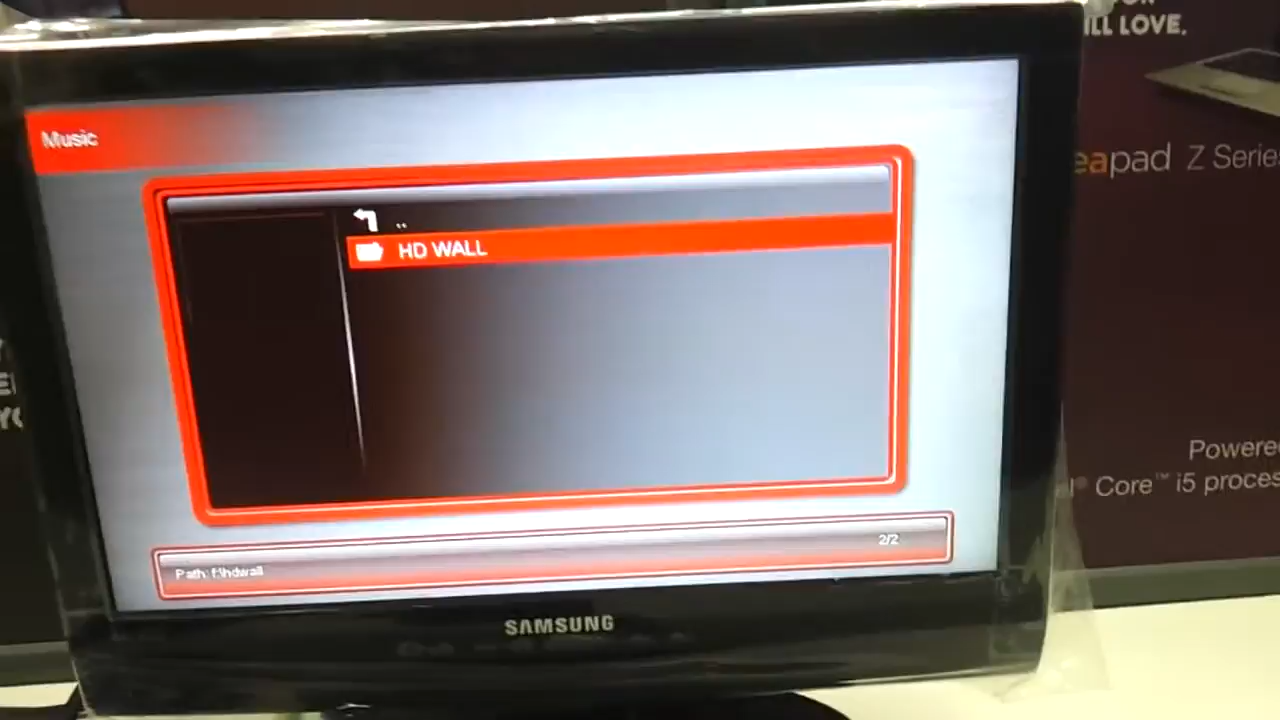 ILL LOVE.
Music
eapad Z Series
..
HD WALL
Powered
Core™ i5 proces
2/2
Path: f:\hdwall
SAMSUNG